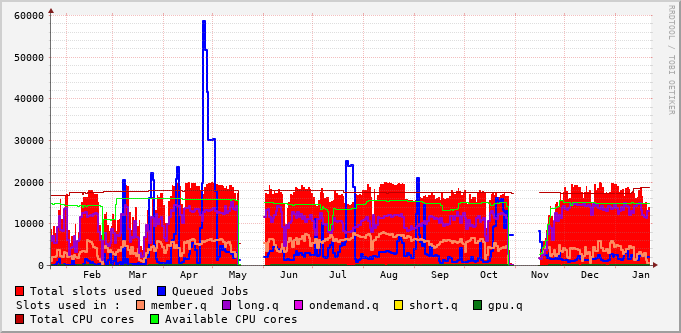 60000
50000
40000
30000
20000
10000
0
Feb Mar Apr May Jun Jul Aug Sep Oct Nov Dec Jan
RRDTOOL / TOBI OETIKER
Total slots used Queued Jobs
Slots used in : member.q long.q ondemand.q short.q gpu.q
Total CPU cores Available CPU cores